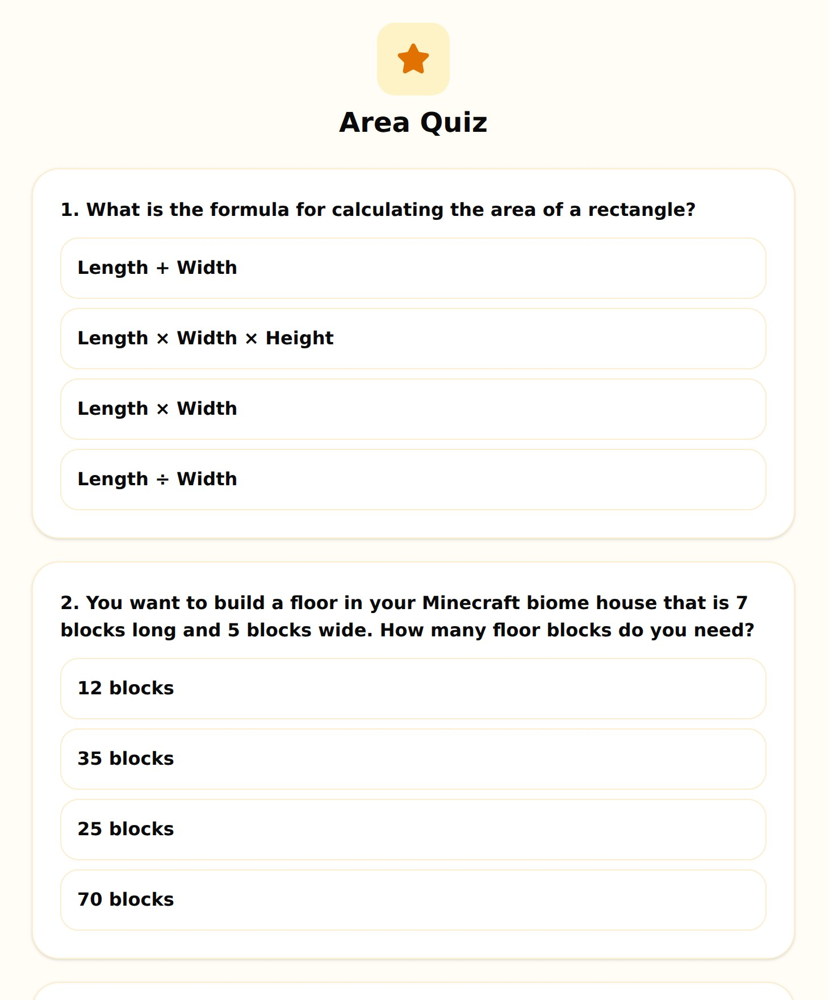 Area Quiz
1. What is the formula for calculating the area of a rectangle?
Length + Width
Length × Width × Height
Length × Width
Length ÷ Width
2. You want to build a floor in your Minecraft biome house that is 7
blocks long and 5 blocks wide. How many floor blocks do you need?
12 blocks
35 blocks
25 blocks
70 blocks